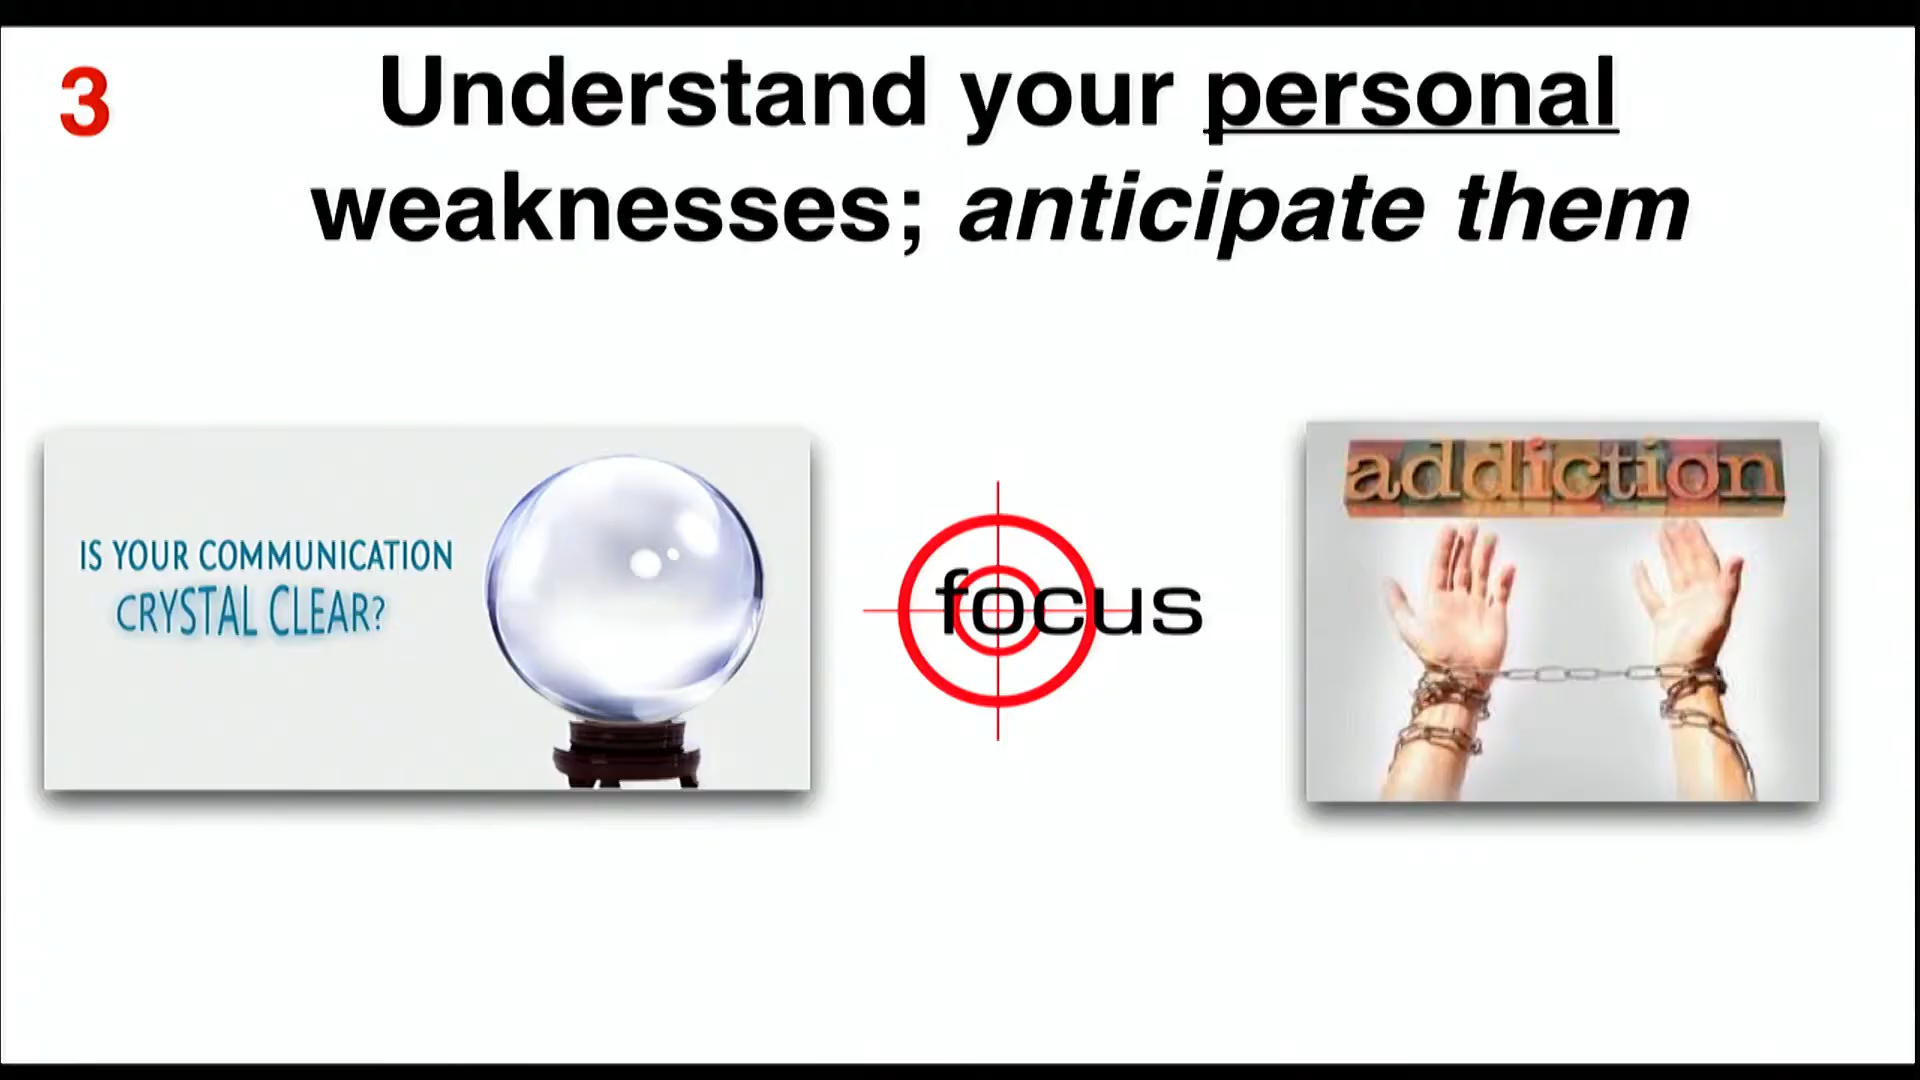 3
Understand your personal
weaknesses; anticipate them
IS YOUR COMMUNICATION
CRYSTAL CLEAR?
focus
addiction